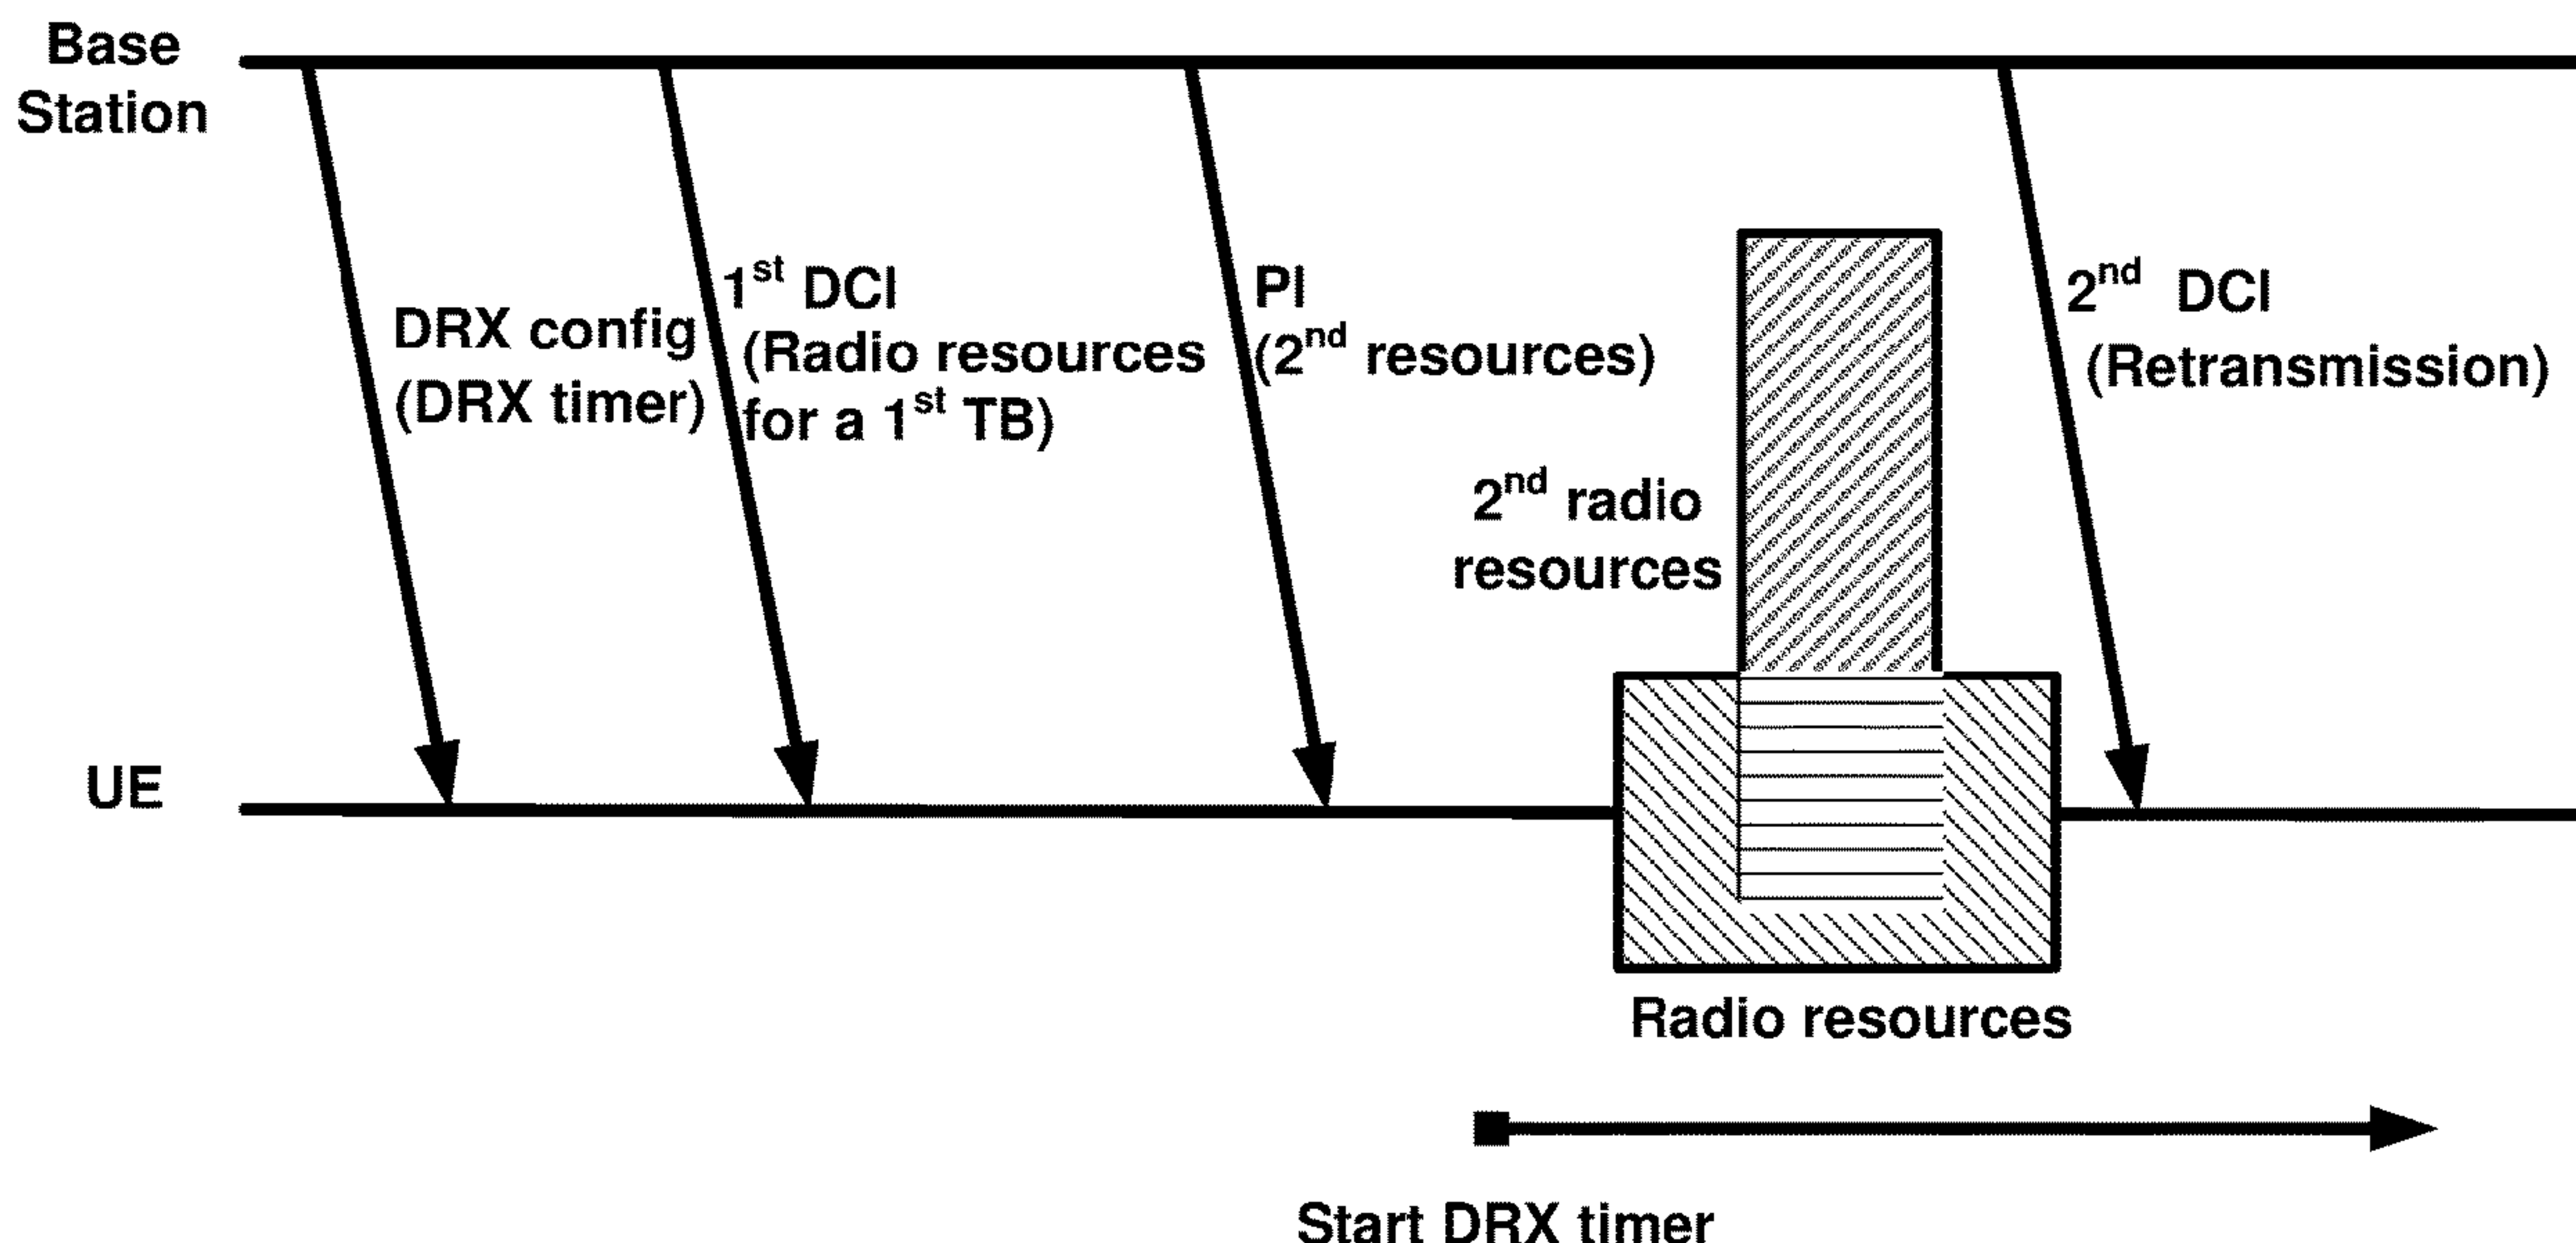 Base
Station
DRX config
(DRX timer)
1st DCI
(Radio resources
for a 1st TB)
PI
(2nd resources)
2nd radio
resources
2nd DCI
(Retransmission)
UE
Radio resources
Start DRX timer